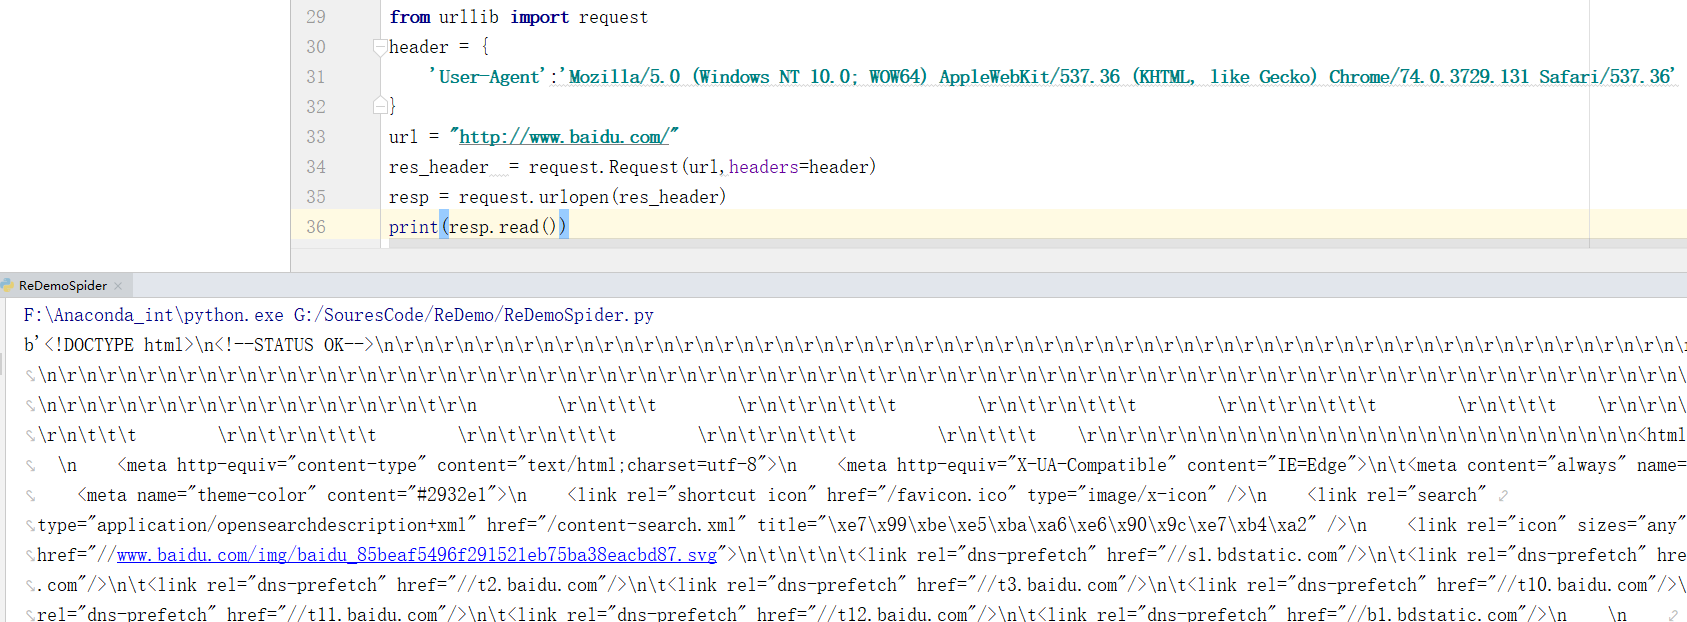 29 from urllib import request
30 header = {
31 'User-Agent':'Mozilla/5.0 (Windows NT 10.0; WOW64) AppleWebKit/537.36 (KHTML, like Gecko) Chrome/74.0.3729.131 Safari/537.36'
32 }
33 url = "http://www.baidu.com/"
34 res_header  = request.Request(url,headers=header)
35 resp = request.urlopen(res_header)
36 print(resp.read())
ReDemoSpider ×
F:\Anaconda_int\python.exe G:/SouresCode/ReDemo/ReDemoSpider.py
b'<!DOCTYPE html>\n<!--STATUS OK-->\n\r\n\r\n\r\n\r\n\r\n\r\n\r\n\r\n\r\n\r\n\r\n\r\n\r\n\r\n\r\n\r\n\r\n\r\n\r\n\r\n\r\n\r\n\r\n\r\n\r\n\r\n\r\n\r\n\r\n\r\n\r\n\r\n
\n\r\n\r\n\r\n\r\n\r\n\r\n\r\n\r\n\r\n\r\n\r\n\r\n\r\n\r\n\r\n\r\n\r\n\r\n\r\n\r\n\t\r\n\r\n\r\n\r\n\r\n\r\n\r\n\r\n\r\n\r\n\r\n\r\n\r\n\r\n\r\n\r\n\r\n\r\n\r\n\r\n\
\n\r\n\r\n\r\n\r\n\r\n\r\n\r\n\r\n\r\n\t\r\n        \r\n\t\t\t        \r\n\t\r\n\t\t\t        \r\n\t\r\n\t\t\t        \r\n\t\r\n\t\t\t        \r\n\t\t\t    \r\n\r\n\
\r\n\t\t\t        \r\n\t\r\n\t\t\t        \r\n\t\r\n\t\t\t        \r\n\t\r\n\t\t\t        \r\n\t\t\t    \r\n\r\n\r\n\n\n\n\n\n\n\n\n\n\n\n\n\n\n\n\n\n\n\n\n\n\n<html
\n    <meta http-equiv="content-type" content="text/html;charset=utf-8">\n    <meta http-equiv="X-UA-Compatible" content="IE=Edge">\n\t<meta content="always" name=
<meta name="theme-color" content="#2932e1">\n    <link rel="shortcut icon" href="/favicon.ico" type="image/x-icon" />\n    <link rel="search"
type="application/opensearchdescription+xml" href="/content-search.xml" title="\xe7\x99\xbe\xe5\xba\xa6\xe6\x90\x9c\xe7\xb4\xa2" />\n    <link rel="icon" sizes="any"
href="//www.baidu.com/img/baidu_85beaf5496f291521eb75ba38eacbd87.svg">\n\t\n\t\n\t<link rel="dns-prefetch" href="//s1.bdstatic.com"/>\n\t<link rel="dns-prefetch" hre
.com"/>\n\t<link rel="dns-prefetch" href="//t2.baidu.com"/>\n\t<link rel="dns-prefetch" href="//t3.baidu.com"/>\n\t<link rel="dns-prefetch" href="//t10.baidu.com"/>\
rel="dns-prefetch" href="//t11.baidu.com"/>\n\t<link rel="dns-prefetch" href="//t12.baidu.com"/>\n\t<link rel="dns-prefetch" href="//b1.bdstatic.com"/>\n    \n